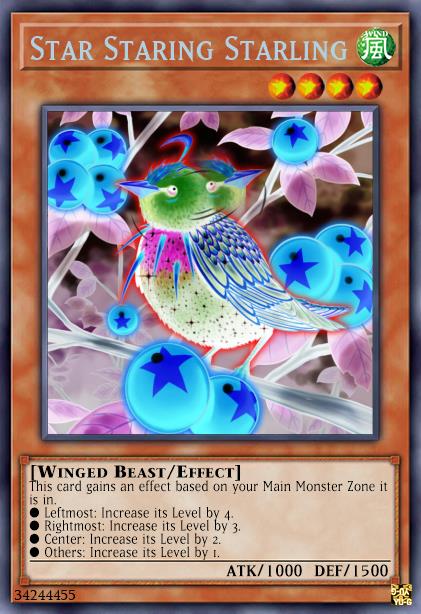 Star Staring Starling
WIND
風
[Winged Beast/Effect]
This card gains an effect based on your Main Monster Zone it
is in.
● Leftmost: Increase its Level by 4.
● Rightmost: Increase its Level by 3.
● Center: Increase its Level by 2.
● Others: Increase its Level by 1.
ATK/1000 DEF/1500
34244455